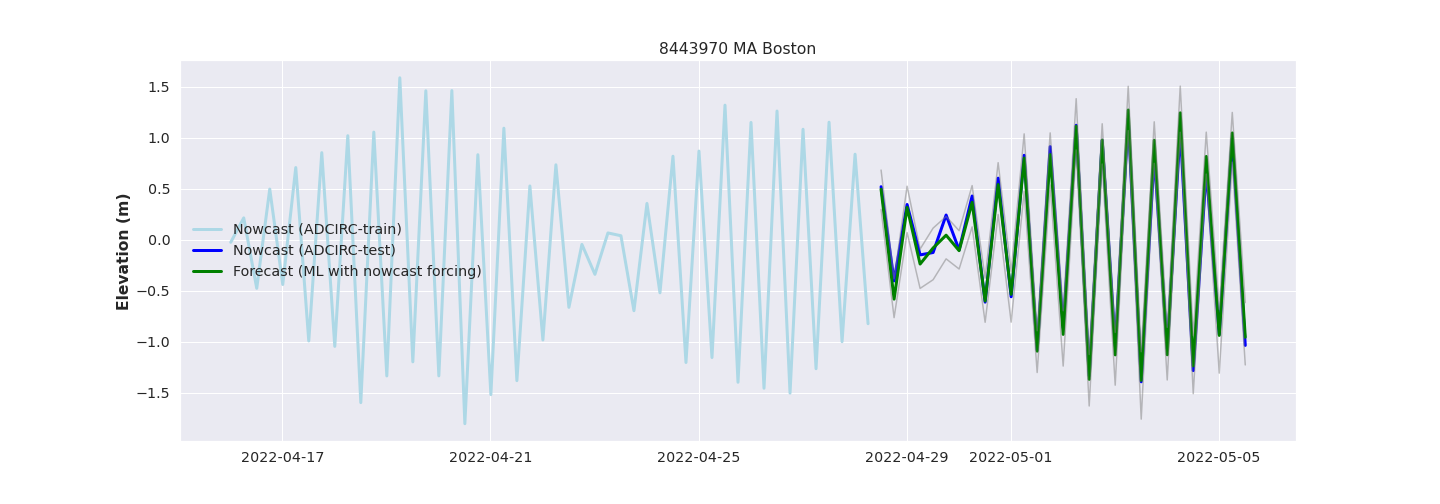 8443970 MA Boston
Elevation (m)
1.5
1.0
0.5
0.0
−0.5
−1.0
−1.5
Nowcast (ADCIRC-train)
Nowcast (ADCIRC-test)
Forecast (ML with nowcast forcing)
2022-04-17
2022-04-21
2022-04-25
2022-04-29
2022-05-01
2022-05-05